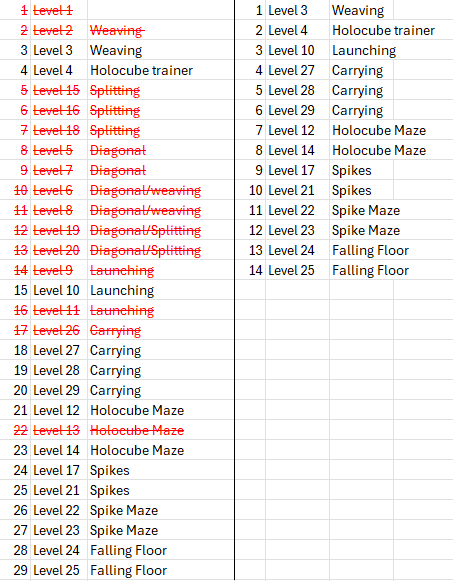 1 Level 1
2 Level 2 Weaving
3 Level 3 Weaving
4 Level 4 Holocube trainer
5 Level 15 Splitting
6 Level 16 Splitting
7 Level 18 Splitting
8 Level 5 Diagonal
9 Level 7 Diagonal
10 Level 6 Diagonal/weaving
11 Level 8 Diagonal/weaving
12 Level 19 Diagonal/Splitting
13 Level 20 Diagonal/Splitting
14 Level 9 Launching
15 Level 10 Launching
16 Level 11 Launching
17 Level 26 Carrying
18 Level 27 Carrying
19 Level 28 Carrying
20 Level 29 Carrying
21 Level 12 Holocube Maze
22 Level 13 Holocube Maze
23 Level 14 Holocube Maze
24 Level 17 Spikes
25 Level 21 Spikes
26 Level 22 Spike Maze
27 Level 23 Spike Maze
28 Level 24 Falling Floor
29 Level 25 Falling Floor
1 Level 3 Weaving
2 Level 4 Holocube trainer
3 Level 10 Launching
4 Level 27 Carrying
5 Level 28 Carrying
6 Level 29 Carrying
7 Level 12 Holocube Maze
8 Level 14 Holocube Maze
9 Level 17 Spikes
10 Level 21 Spikes
11 Level 22 Spike Maze
12 Level 23 Spike Maze
13 Level 24 Falling Floor
14 Level 25 Falling Floor